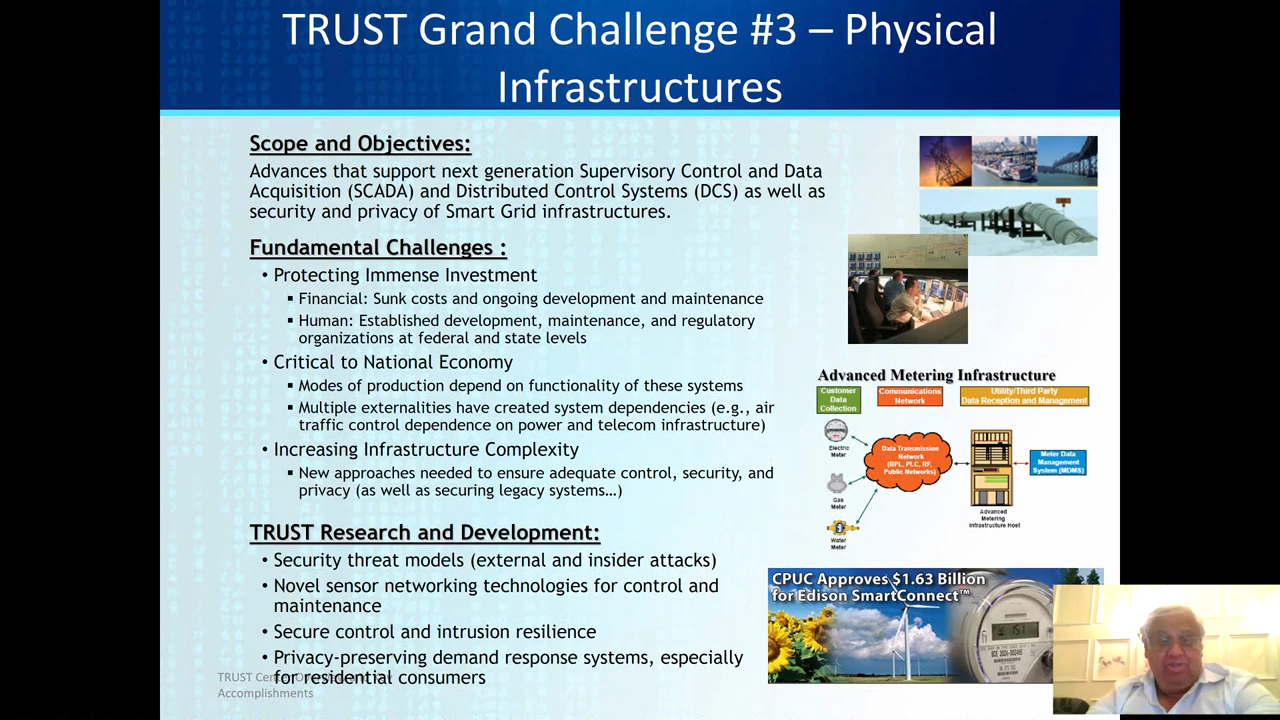 TRUST Grand Challenge #3 – Physical
Infrastructures
Scope and Objectives:
Advances that support next generation Supervisory Control and Data
Acquisition (SCADA) and Distributed Control Systems (DCS) as well as
security and privacy of Smart Grid infrastructures.
Fundamental Challenges :
• Protecting Immense Investment
▪ Financial: Sunk costs and ongoing development and maintenance
▪ Human: Established development, maintenance, and regulatory
organizations at federal and state levels
• Critical to National Economy
▪ Modes of production depend on functionality of these systems
▪ Multiple externalities have created system dependencies (e.g., air
traffic control dependence on power and telecom infrastructure)
• Increasing Infrastructure Complexity
▪ New approaches needed to ensure adequate control, security, and
privacy (as well as securing legacy systems…)
TRUST Research and Development:
• Security threat models (external and insider attacks)
• Novel sensor networking technologies for control and
maintenance
• Secure control and intrusion resilience
• Privacy-preserving demand response systems, especially
for residential consumers
TRUST
Accomplishments
Advanced Metering Infrastructure
Customer
Data
Collection
Communications
Network
Utility/Third Party
Data Reception and Management
Electric
Meter
Data Transmission
Network
(BPL, PLC, RF,
Public Networks)
Meter Data
Management
System (MDMS)
Gas
Meter
Advanced
Metering
Infrastructure Host
Water
Meter
CPUC Approves $1.63 Billion
for Edison SmartConnect™